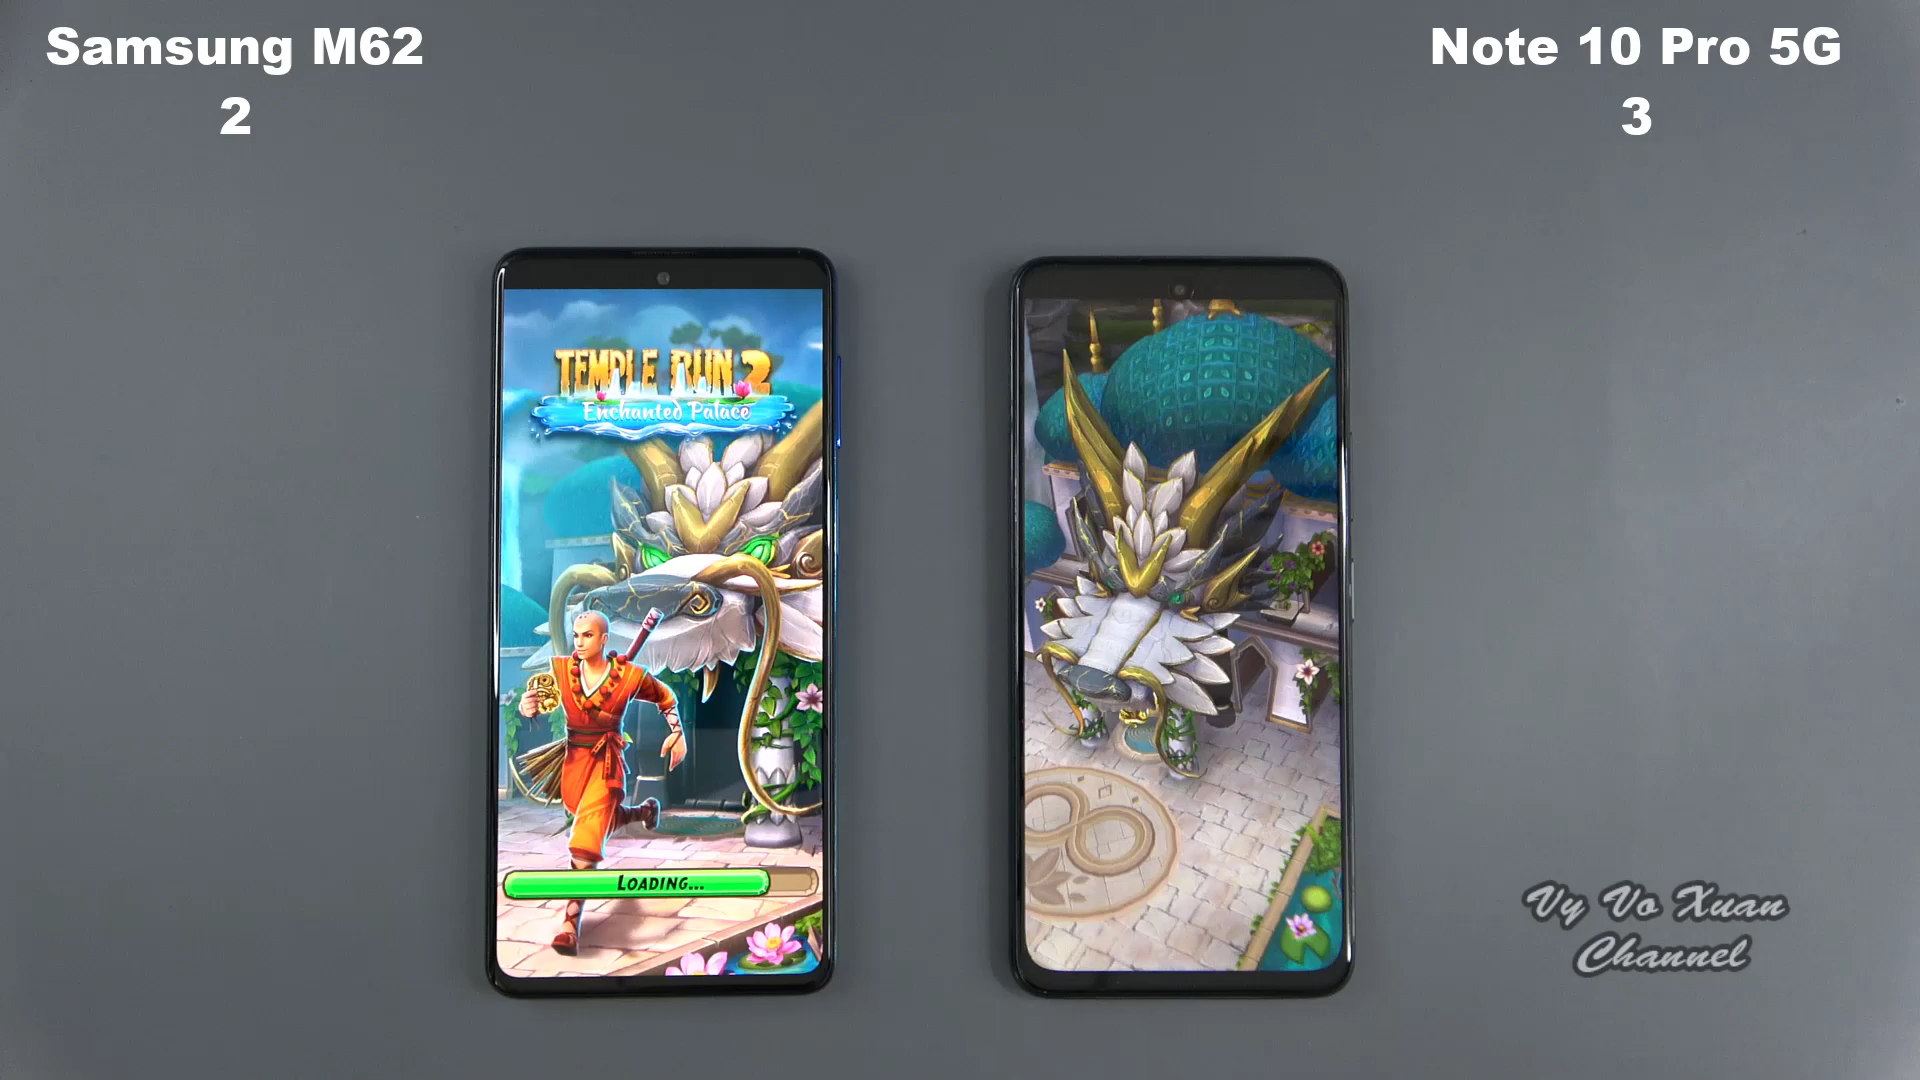 Samsung M62
2
Note 10 Pro 5G
3
TEMPLE RUN 2
Enchanted Palace
LOADING...
Vy Vo Xuan
Channel